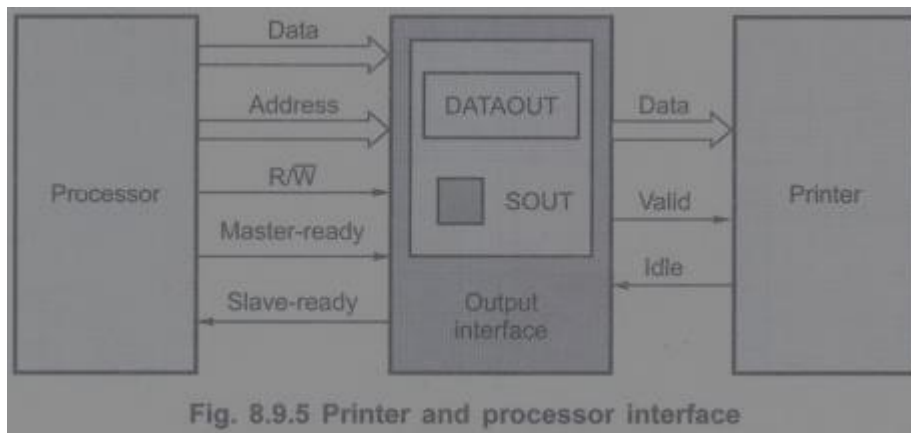 Data
Address
R/W̅
Master-ready
Slave-ready
Processor
DATAOUT
SOUT
Output
interface
Data
Valid
Idle
Printer
Fig. 8.9.5 Printer and processor interface